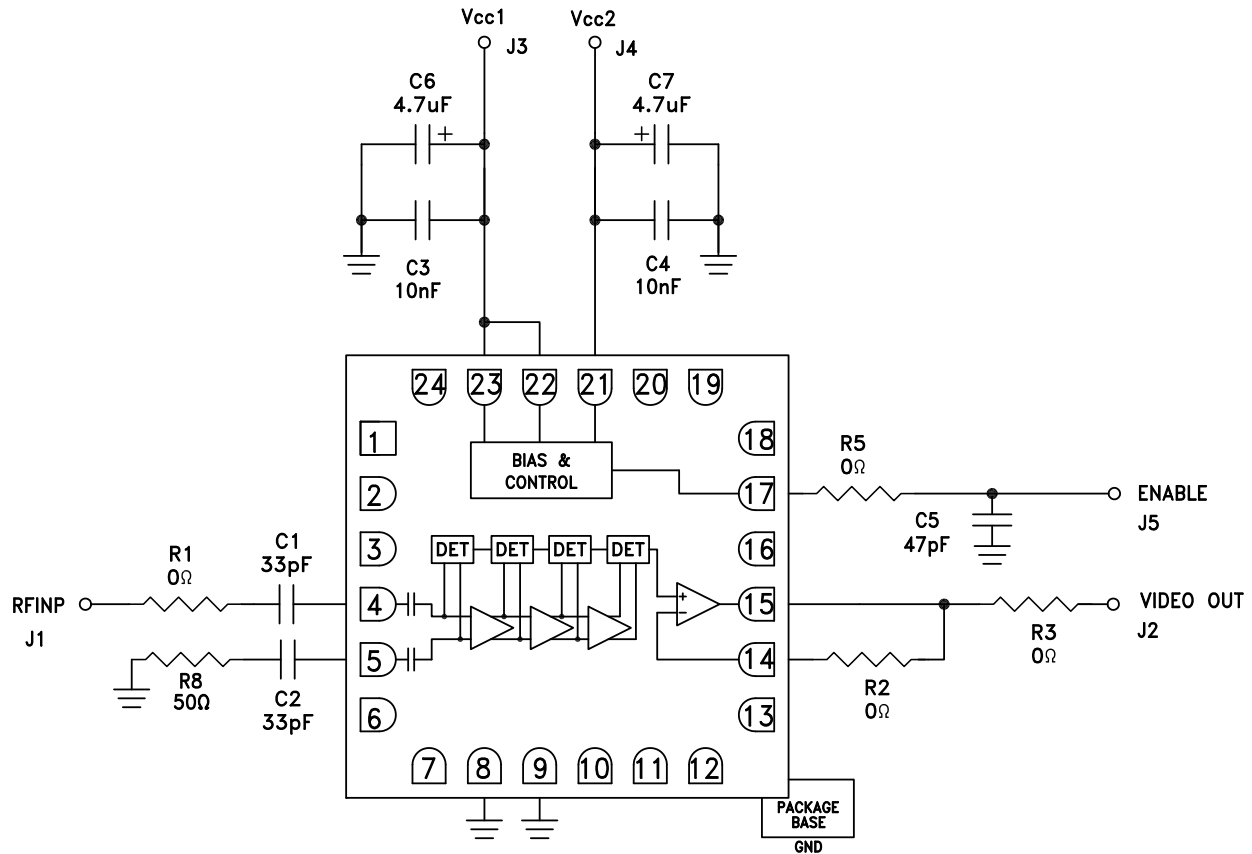 Vcc1
J3
Vcc2
J4
C6
4.7uF
+
C7
4.7uF
+
C3
10nF
C4
10nF
24
23
22
21
20
19
1
2
3
4
5
6
18
17
16
15
14
13
BIAS &
CONTROL
DET
DET
DET
DET
+
−
R5
0Ω
C5
47pF
ENABLE
J5
RFINP
J1
R1
0Ω
C1
33pF
R8
50Ω
C2
33pF
VIDEO OUT
J2
R3
0Ω
R2
0Ω
7
8
9
10
11
12
PACKAGE
BASE
GND